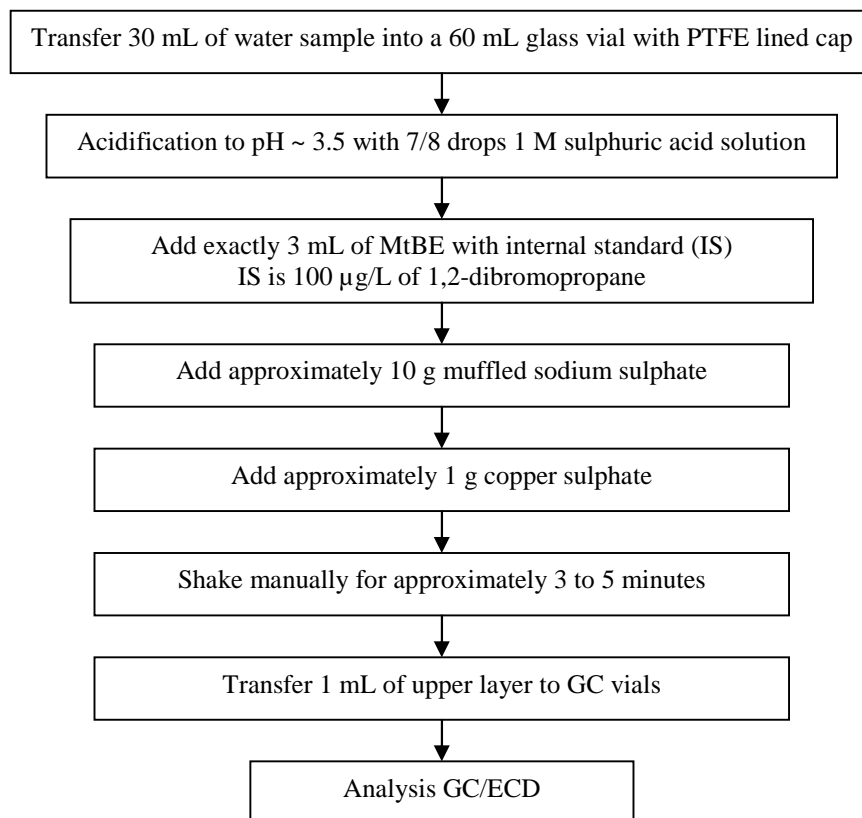 Transfer 30 mL of water sample into a 60 mL glass vial with PTFE lined cap
Acidification to pH ~ 3.5 with 7/8 drops 1 M sulphuric acid solution
Add exactly 3 mL of MtBE with internal standard (IS)
IS is 100 µg/L of 1,2-dibromopropane
Add approximately 10 g muffled sodium sulphate
Add approximately 1 g copper sulphate
Shake manually for approximately 3 to 5 minutes
Transfer 1 mL of upper layer to GC vials
Analysis GC/ECD